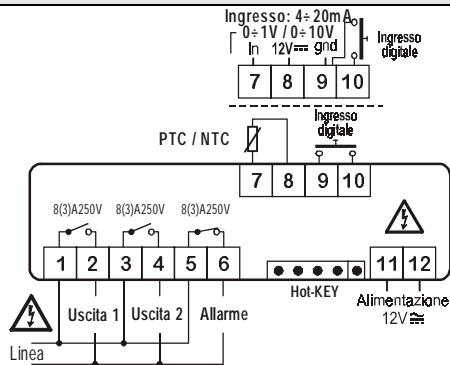 Ingresso: 4÷20mA
0÷1V / 0÷10V
In 12V gnd
Ingresso
digitale
7 8 9 10
PTC / NTC
Ingresso
digitale
7 8 9 10
8(3)A250V 8(3)A250V 8(3)A250V
1 2 3 4 5 6
11 12
Hot-KEY
Uscita 1 Uscita 2 Allarme
Alimentazione
12V
Linea